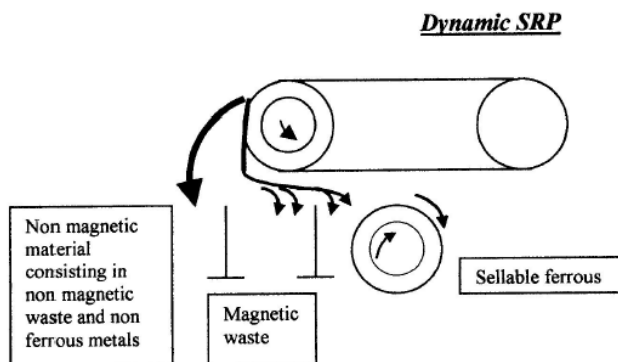 Dynamic SRP
Non magnetic
material
consisting in
non magnetic
waste and non
ferrous metals
Magnetic
waste
Sellable ferrous